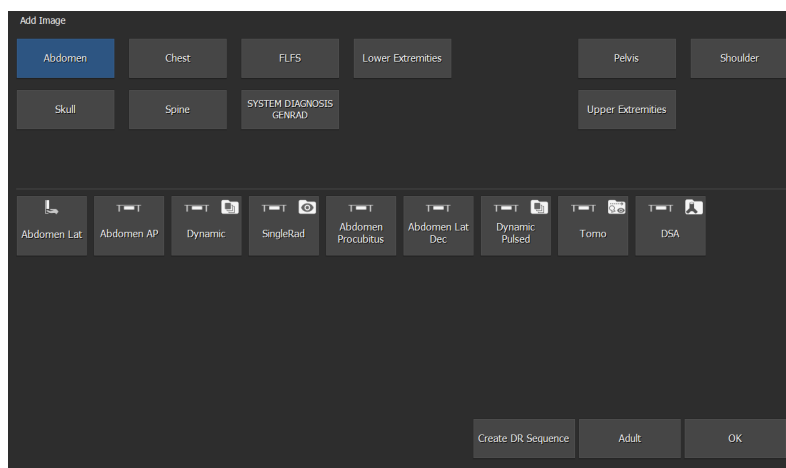 Add Image
Abdomen
Chest
FLFS
Lower Extremities
Pelvis
Shoulder
Skull
Spine
SYSTEM DIAGNOSIS
GENRAD
Upper Extremities
Abdomen Lat
Abdomen AP
Dynamic
SingleRad
Abdomen
Procubitus
Abdomen Lat
Dec
Dynamic
Pulsed
Tomo
DSA
Create DR Sequence
Adult
OK